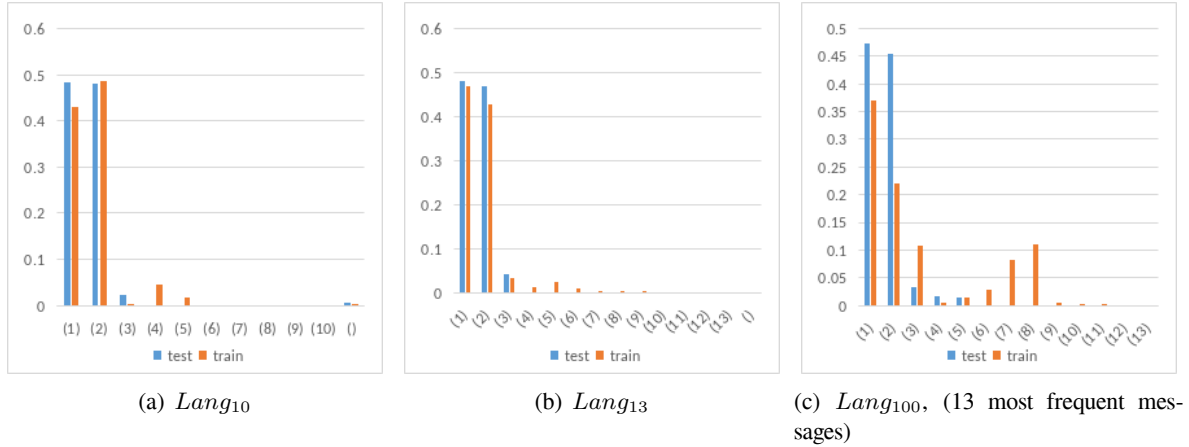 0.6
0.5
0.4
0.3
0.2
0.1
0
(1) (2) (3) (4) (5) (6) (7) (8) (9) (10) ()
test train
(a) Lang10
0.6
0.5
0.4
0.3
0.2
0.1
0
(1) (2) (3) (4) (5) (6) (7) (8) (9) (10) (11) (12) (13) ()
test train
(b) Lang13
0.5
0.45
0.4
0.35
0.3
0.25
0.2
0.15
0.1
0.05
0
(1) (2) (3) (4) (5) (6) (7) (8) (9) (10) (11) (12) (13)
test train
(c) Lang100, (13 most frequent mes-
sages)